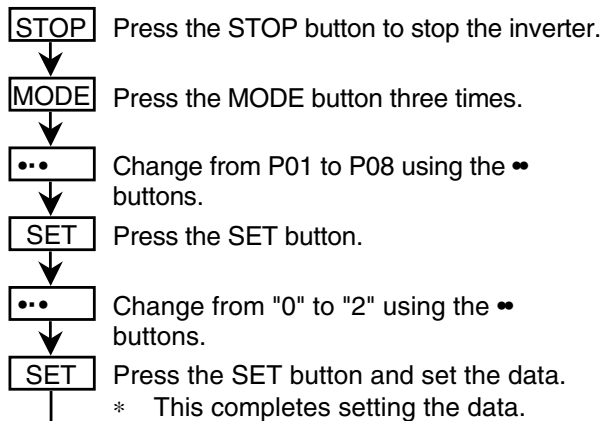 STOP Press the STOP button to stop the inverter.
MODE Press the MODE button three times.
•·• Change from P01 to P08 using the ••
buttons.
SET Press the SET button.
•·• Change from "0" to "2" using the ••
buttons.
SET Press the SET button and set the data.
* This completes setting the data.